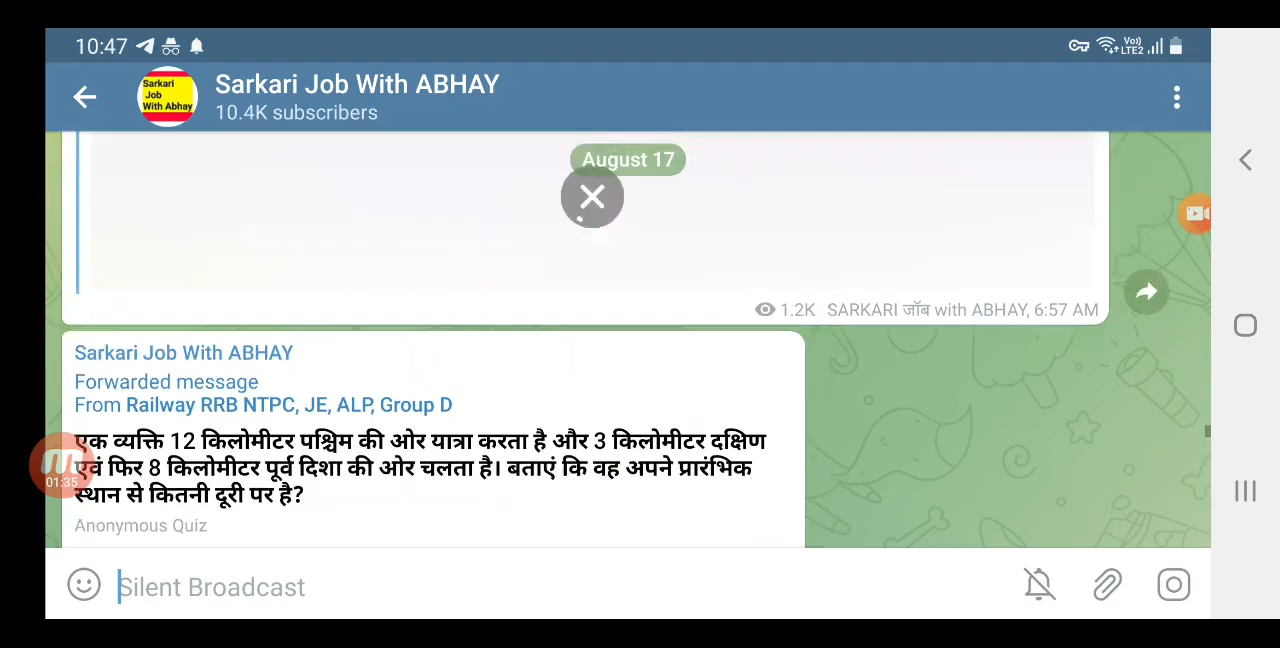 10:47
Vo))
LTE2
Sarkari
Job
With Abhay
Sarkari Job With ABHAY
10.4K subscribers
August 17
1.2K SARKARI जॉब with ABHAY, 6:57 AM
Sarkari Job With ABHAY
Forwarded message
From Railway RRB NTPC, JE, ALP, Group D
एक व्यक्ति 12 किलोमीटर पश्चिम की ओर यात्रा करता है और 3 किलोमीटर दक्षिण
एवं फिर 8 किलोमीटर पूर्व दिशा की ओर चलता है। बताएं कि वह अपने प्रारंभिक
01:35
स्थान से कितनी दूरी पर है?
Anonymous Quiz
Silent Broadcast